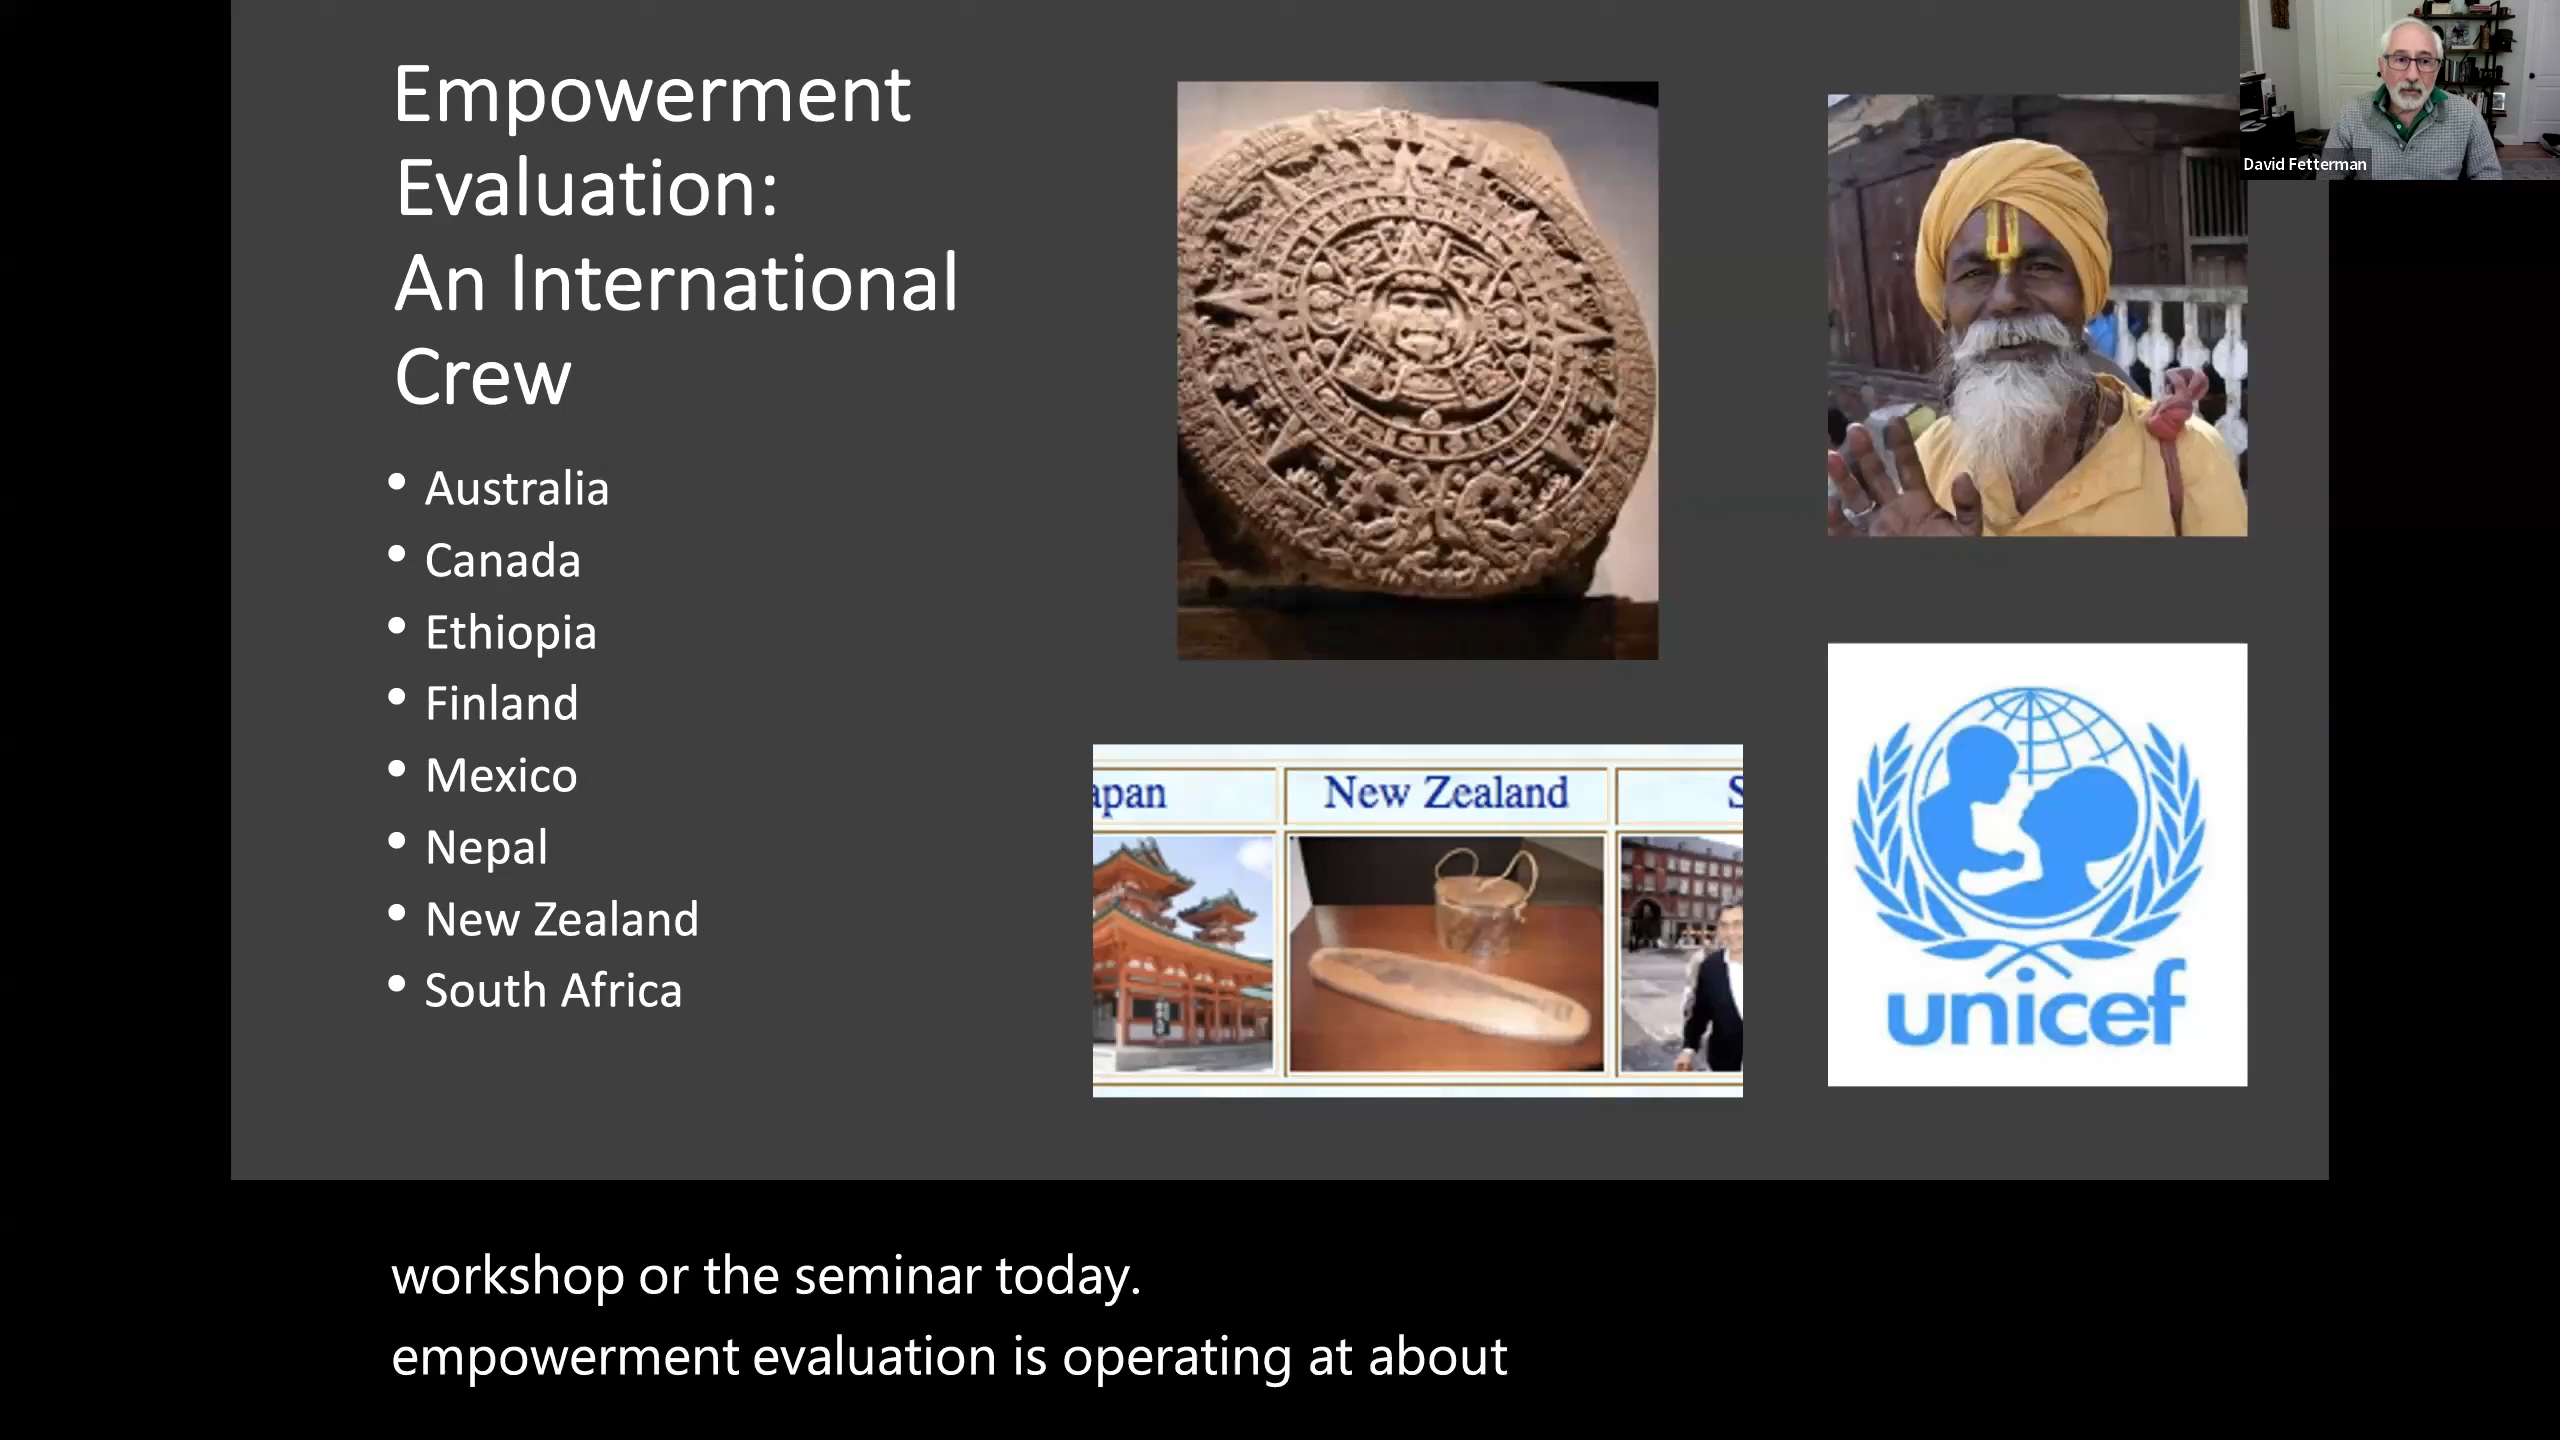 Empowerment
Evaluation:
An International
Crew
• Australia
• Canada
• Ethiopia
• Finland
• Mexico
• Nepal
• New Zealand
• South Africa
apan
New Zealand
S
unicef
David Fetterman
workshop or the seminar today.
empowerment evaluation is operating at about